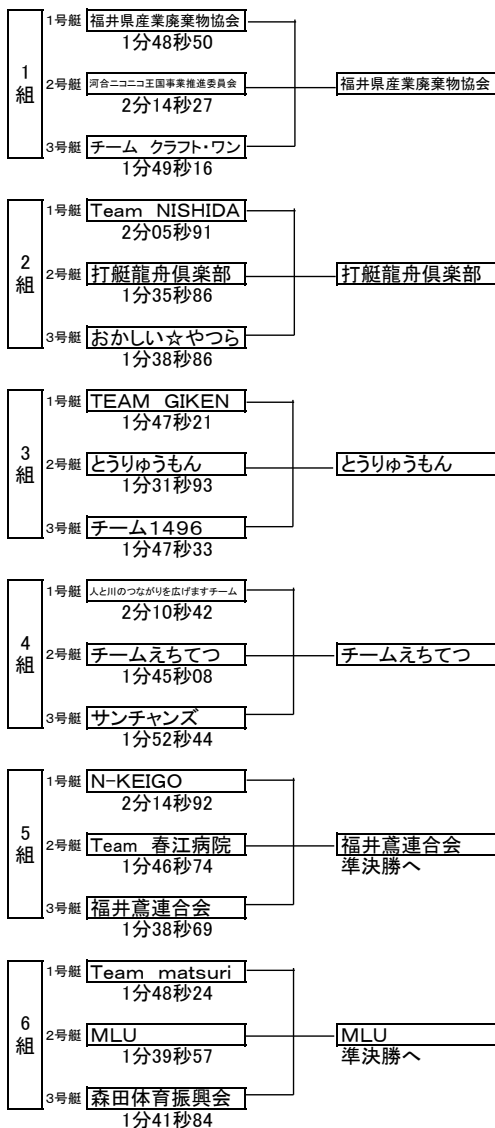 1組
1号艇 福井県産業廃棄物協会
1分48秒50
2号艇 河合ニコニコ王国事業推進委員会
2分14秒27
3号艇 チーム クラフト・ワン
1分49秒16
福井県産業廃棄物協会
2組
1号艇 Team NISHIDA
2分05秒91
2号艇 打艇龍舟倶楽部
1分35秒86
3号艇 おかしい☆やつら
1分38秒86
打艇龍舟倶楽部
3組
1号艇 TEAM GIKEN
1分47秒21
2号艇 とうりゅうもん
1分31秒93
3号艇 チーム1496
1分47秒33
とうりゅうもん
4組
1号艇 人と川のつながりを広げますチーム
2分10秒42
2号艇 チームえちてつ
1分45秒08
3号艇 サンチャンズ
1分52秒44
チームえちてつ
5組
1号艇 N-KEIGO
2分14秒92
2号艇 Team 春江病院
1分46秒74
3号艇 福井鳶連合会
1分38秒69
福井鳶連合会
準決勝へ
6組
1号艇 Team matsuri
1分48秒24
2号艇 MLU
1分39秒57
3号艇 森田体育振興会
1分41秒84
MLU
準決勝へ